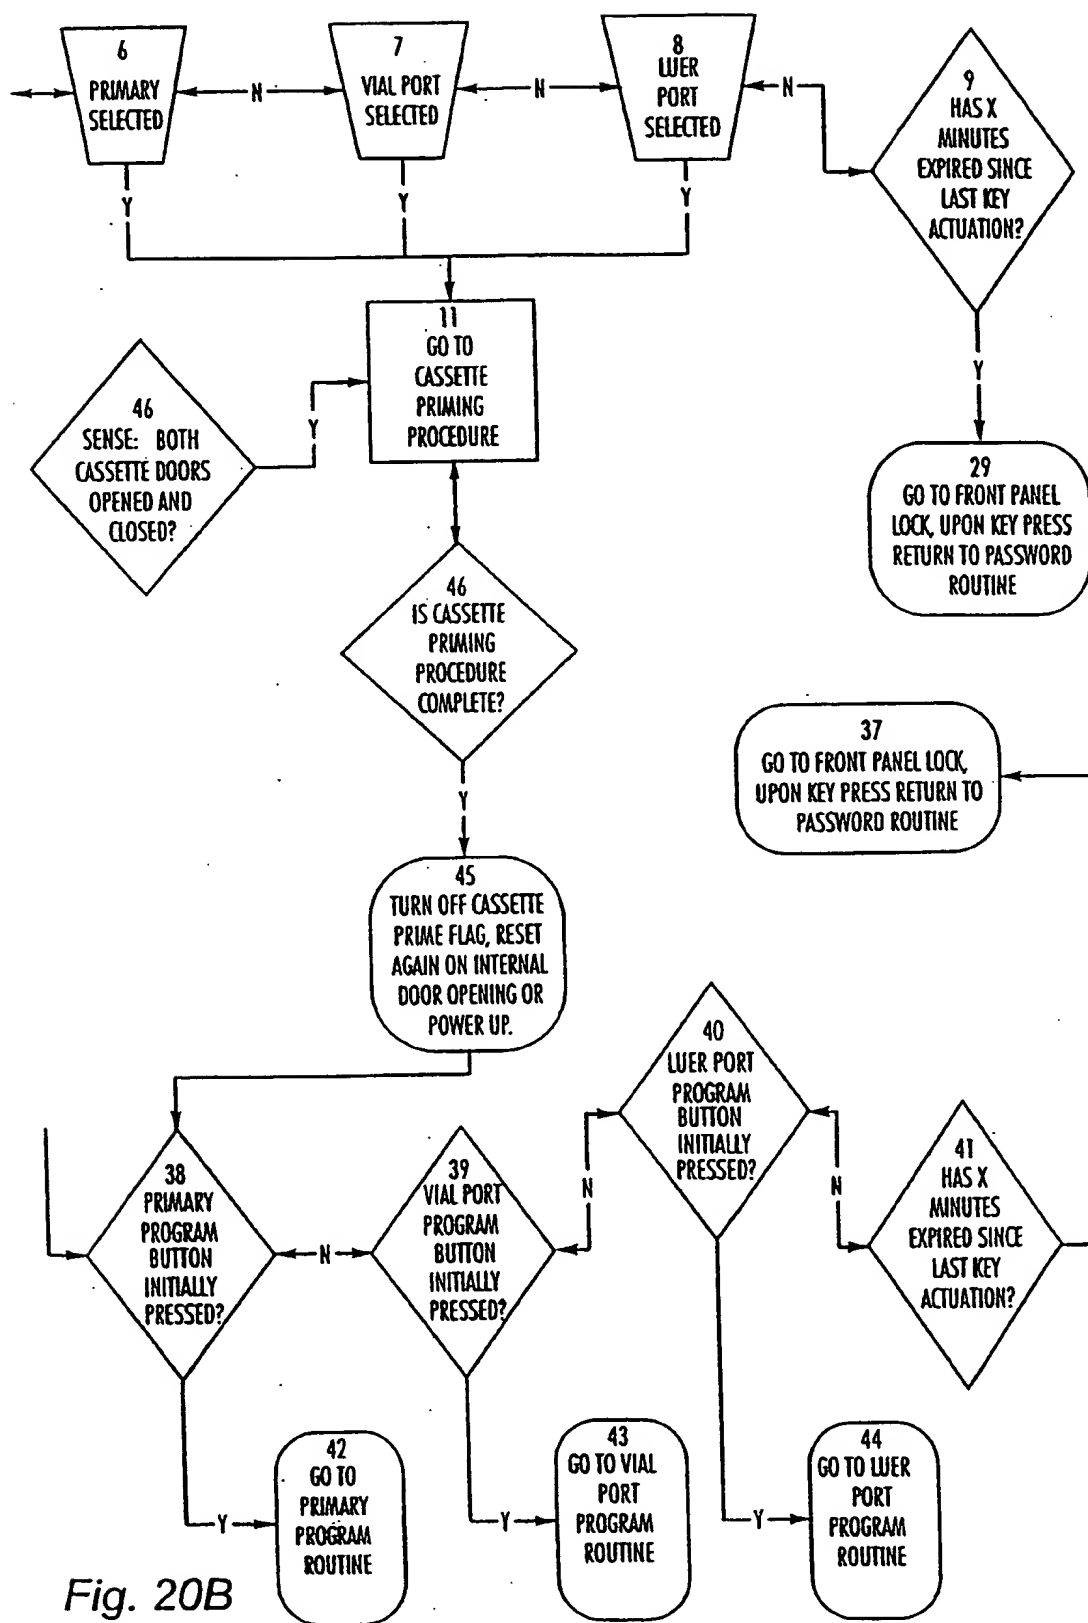 6
PRIMARY
SELECTED
N
7
VIAL PORT
SELECTED
N
8
LUER
PORT
SELECTED
N
9
HAS X
MINUTES
EXPIRED SINCE
LAST KEY
ACTUATION?
Y
Y
Y
Y
11
GO TO
CASSETTE
PRIMING
PROCEDURE
46
SENSE: BOTH
CASSETTE DOORS
OPENED AND
CLOSED?
Y
29
GO TO FRONT PANEL
LOCK, UPON KEY PRESS
RETURN TO PASSWORD
ROUTINE
46
IS CASSETTE
PRIMING
PROCEDURE
COMPLETE?
Y
37
GO TO FRONT PANEL LOCK,
UPON KEY PRESS RETURN TO
PASSWORD ROUTINE
45
TURN OFF CASSETTE
PRIME FLAG, RESET
AGAIN ON INTERNAL
DOOR OPENING OR
POWER UP.
38
PRIMARY
PROGRAM
BUTTON
INITIALLY
PRESSED?
N
39
VIAL PORT
PROGRAM
BUTTON
INITIALLY
PRESSED?
N
40
LUER PORT
PROGRAM
BUTTON
INITIALLY
PRESSED?
N
41
HAS X
MINUTES
EXPIRED SINCE
LAST KEY
ACTUATION?
Y
42
GO TO
PRIMARY
PROGRAM
ROUTINE
Y
43
GO TO VIAL
PORT
PROGRAM
ROUTINE
Y
44
GO TO LUER
PORT
PROGRAM
ROUTINE
Fig. 20B